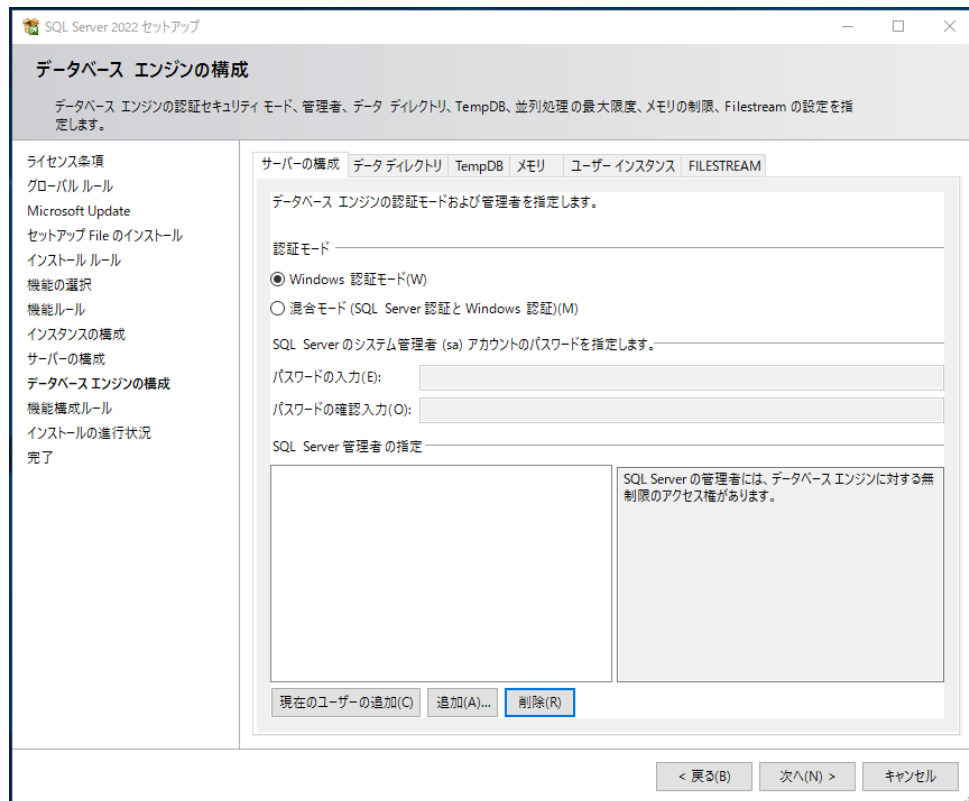 SQL Server 2022 セットアップ
データベース エンジンの構成
データベース エンジンの認証セキュリティ モード、管理者、データ ディレクトリ、TempDB、並列処理の最大限度、メモリの制限、Filestream の設定を指
定します。
ライセンス条項
グローバル ルール
Microsoft Update
セットアップ File のインストール
インストール ルール
機能の選択
機能ルール
インスタンスの構成
サーバーの構成
データベース エンジンの構成
機能構成ルール
インストールの進行状況
完了
サーバーの構成 データ ディレクトリ TempDB メモリ ユーザー インスタンス FILESTREAM
データベース エンジンの認証モードおよび管理者を指定します。
認証モード
Windows 認証モード(W)
混合モード (SQL Server 認証と Windows 認証)(M)
SQL Server のシステム管理者 (sa) アカウントのパスワードを指定します。
パスワードの入力(E):
パスワードの確認入力(O):
SQL Server 管理者の指定
SQL Server の管理者には、データベース エンジンに対する無
制限のアクセス権があります。
現在のユーザーの追加(C) 追加(A)... 削除(R)
< 戻る(B) 次へ(N) > キャンセル